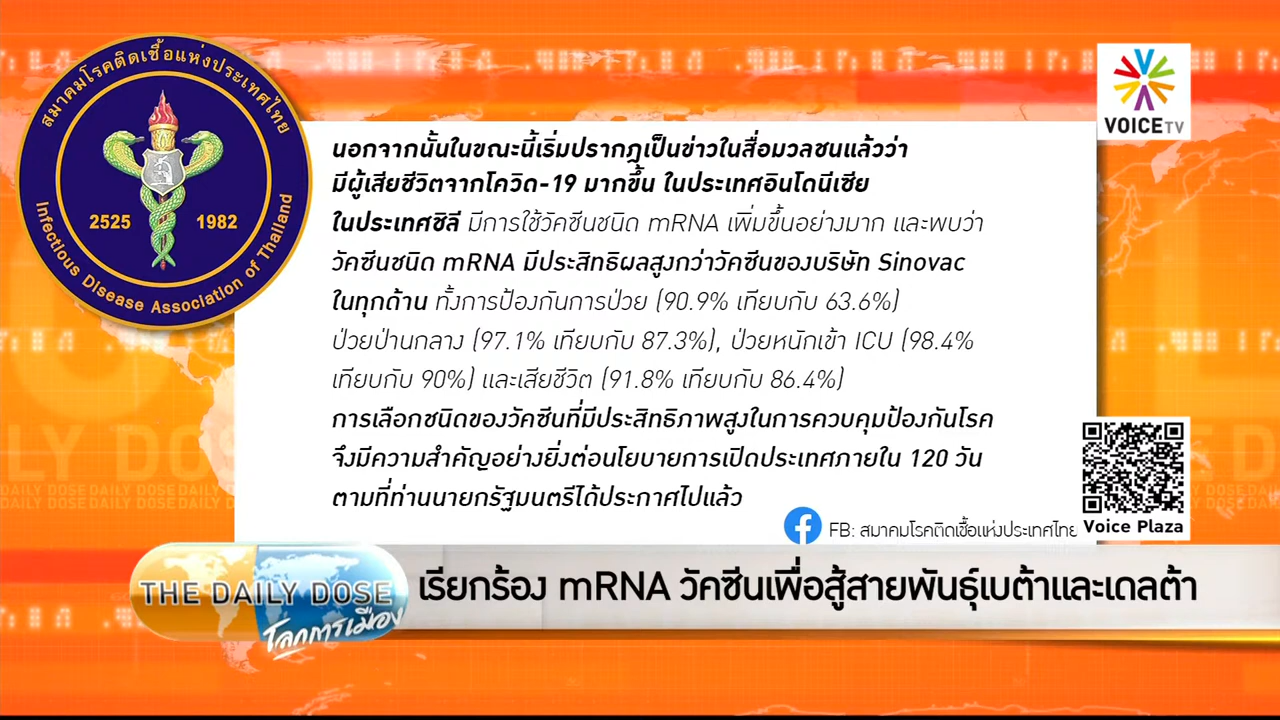 สมาคมโรคติดเชื้อแห่งประเทศไทย
2525 1982
Infectious Disease Association of Thailand
VOICETV
นอกจากนั้นในขณะนี้เริ่มปรากฏเป็นข่าวในสื่อมวลชนแล้วว่า
มีผู้เสียชีวิตจากโควิด-19 มากขึ้น ในประเทศอินโดนีเซีย
ในประเทศชิลี มีการใช้วัคซีนชนิด mRNA เพิ่มขึ้นอย่างมาก และพบว่า
วัคซีนชนิด mRNA มีประสิทธิผลสูงกว่าวัคซีนของบริษัท Sinovac
ในทุกด้าน ทั้งการป้องกันการป่วย (90.9% เทียบกับ 63.6%)
ป่วยปานกลาง (97.1% เทียบกับ 87.3%), ป่วยหนักเข้า ICU (98.4%
เทียบกับ 90%) และเสียชีวิต (91.8% เทียบกับ 86.4%)
การเลือกชนิดของวัคซีนที่มีประสิทธิภาพสูงในการควบคุมป้องกันโรค
จึงมีความสำคัญอย่างยิ่งต่อนโยบายการเปิดประเทศภายใน 120 วัน
ตามที่ท่านนายกรัฐมนตรีได้ประกาศไปแล้ว
FB: สมาคมโรคติดเชื้อแห่งประเทศไทย
Voice Plaza
THE DAILY DOSE
โลกการเมือง
เรียกร้อง mRNA วัคซีนเพื่อสู้สายพันธุ์เบต้าและเดลต้า